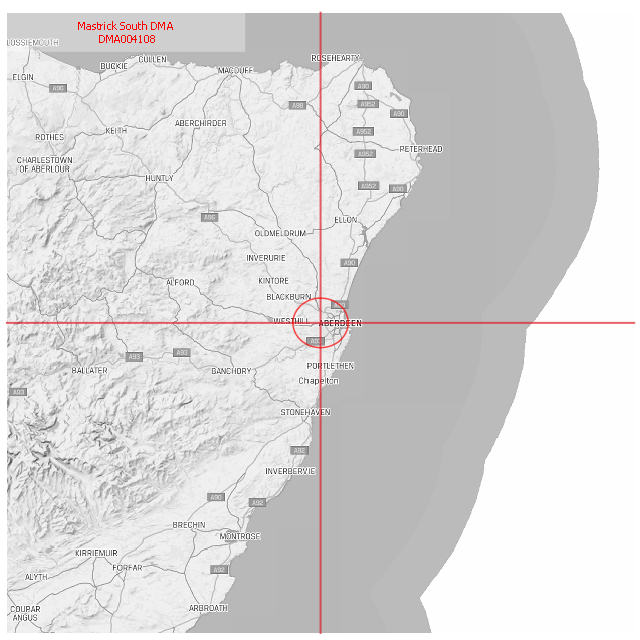 Mastrick South DMA
DMA004108
LOSSIEMOUTH
CULLEN
ROSEHEARTY
BUCKIE
MACDUFF
ELGIN
A96
A90
A98
A952
A90
ABERCHIRDER
KEITH
A952
ROTHES
PETERHEAD
A952
CHARLESTOWN
OF ABERLOUR
HUNTLY
A952
A90
A96
ELLON
OLDMELDRUM
INVERURIE
A90
ALFORD
KINTORE
BLACKBURN
WESTHILL
ABERDEEN
A93
A93
PORTLETHEN
BALLATER
BANCHORY
Chapelton
A93
STONEHAVEN
A92
INVERBERVIE
A90
A92
BRECHIN
MONTROSE
KIRRIEMUIR
FORFAR
A92
ALYTH
COUPAR
ANGUS
ARBROATH